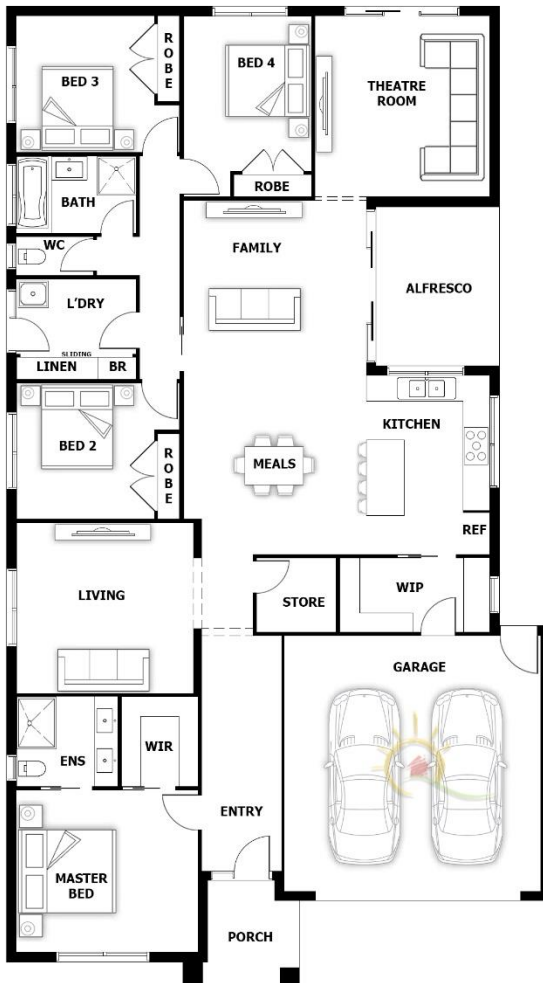 BED 3
ROBE
BED 4
THEATRE
ROOM
ROBE
BATH
WC
FAMILY
ALFRESCO
L'DRY
SLIDING
LINEN
BR
BED 2
ROBE
MEALS
KITCHEN
REF
LIVING
STORE
WIP
GARAGE
ENS
WIR
ENTRY
MASTER
BED
PORCH